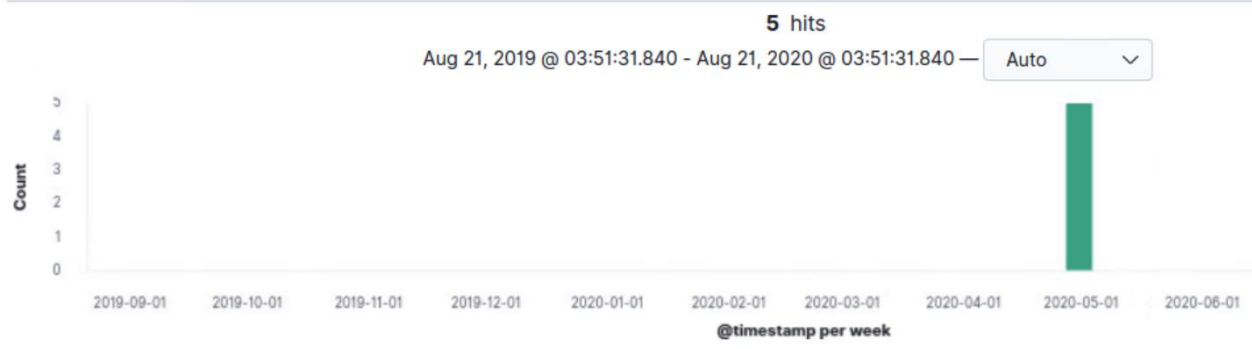 5 hits
Aug 21, 2019 @ 03:51:31.840 - Aug 21, 2020 @ 03:51:31.840 — Auto
5
4
3
2
1
0
Count
2019-09-01 2019-10-01 2019-11-01 2019-12-01 2020-01-01 2020-02-01 2020-03-01 2020-04-01 2020-05-01 2020-06-01
@timestamp per week